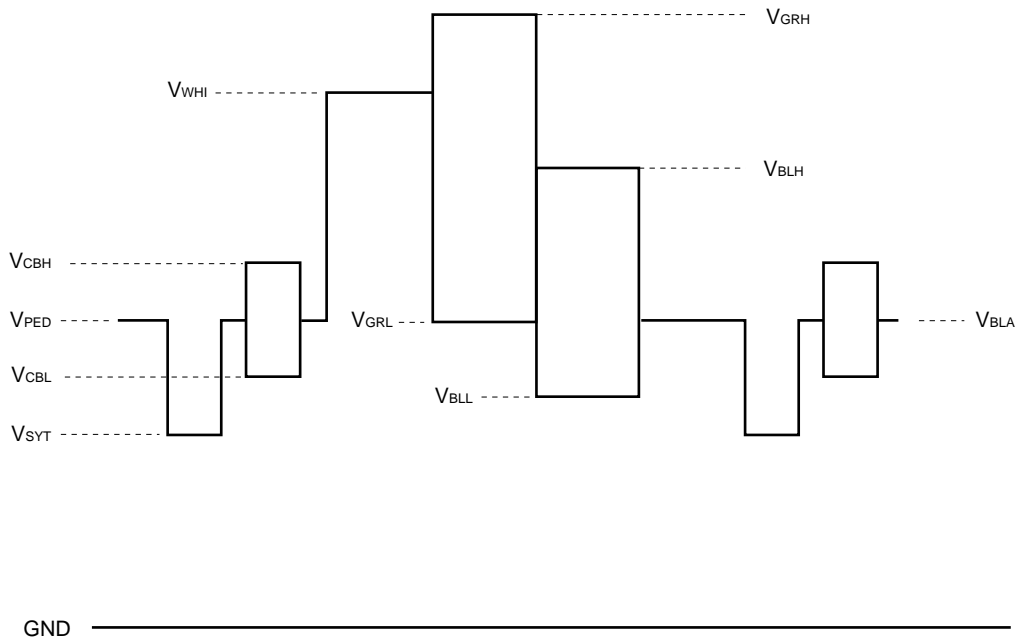 VGRH
VWHI
VBLH
VCBH
VPED
VGRL
VBLA
VCBL
VBLL
VSYT
GND